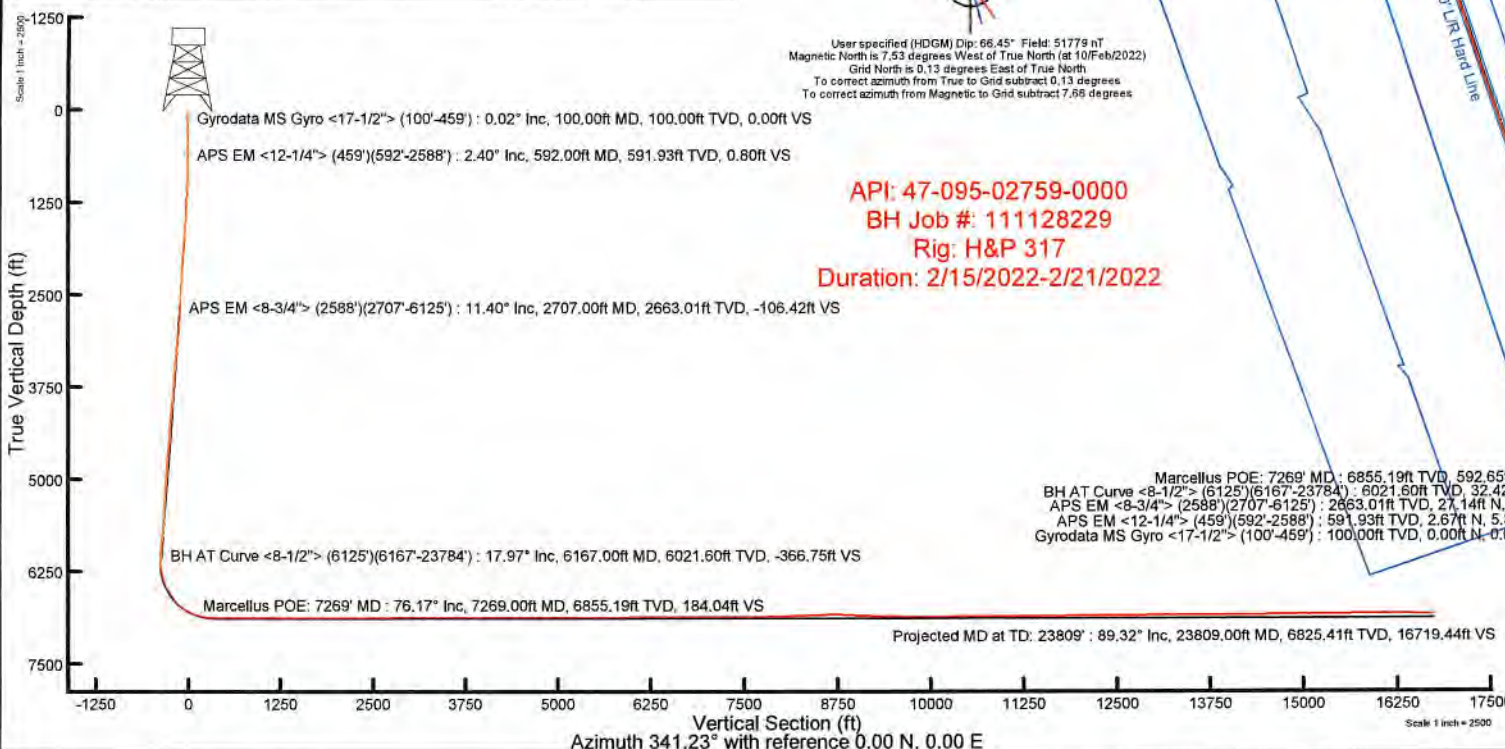 User specified (HDGM) Dip: 66.45° Field: 51779 nT
Magnetic North is 7.53 degrees West of True North (at 10/Feb/2022)
Grid North is 0.13 degrees East of True North
To correct azimuth from True to Grid subtract 0.13 degrees
To correct azimuth from Magnetic to Grid subtract 7.66 degrees
L/R Hard Line
Scale 1 inch = 2500
-1250
0
1250
2500
3750
5000
6250
7500
True Vertical Depth (ft)
Gyrodata MS Gyro <17-1/2"> (100'-459') : 0.02° Inc, 100.00ft MD, 100.00ft TVD, 0.00ft VS
APS EM <12-1/4"> (459')(592'-2588') : 2.40° Inc, 592.00ft MD, 591.93ft TVD, 0.80ft VS
API: 47-095-02759-0000
BH Job #: 111128229
Rig: H&P 317
Duration: 2/15/2022-2/21/2022
APS EM <8-3/4"> (2588')(2707'-6125') : 11.40° Inc, 2707.00ft MD, 2663.01ft TVD, -106.42ft VS
Marcellus POE: 7269' MD : 6855.19ft TVD, 592.65
BH AT Curve <8-1/2"> (6125')(6167'-23784') : 6021.60ft TVD, 32.42
APS EM <8-3/4"> (2588')(2707'-6125') : 2663.01ft TVD, 27.14ft N,
APS EM <12-1/4"> (459')(592'-2588') : 591.93ft TVD, 2.67ft N, 5.
Gyrodata MS Gyro <17-1/2"> (100'-459') : 100.00ft TVD, 0.00ft N, 0.
BH AT Curve <8-1/2"> (6125')(6167'-23784') : 17.97° Inc, 6167.00ft MD, 6021.60ft TVD, -366.75ft VS
Marcellus POE: 7269' MD : 76.17° Inc, 7269.00ft MD, 6855.19ft TVD, 184.04ft VS
Projected MD at TD: 23809' : 89.32° Inc, 23809.00ft MD, 6825.41ft TVD, 16719.44ft VS
-1250 0 1250 2500 3750 5000 6250 7500 8750 10000 11250 12500 13750 15000 16250 1750
Vertical Section (ft)
Scale 1 inch = 2500
Azimuth 341.23° with reference 0.00 N, 0.00 E